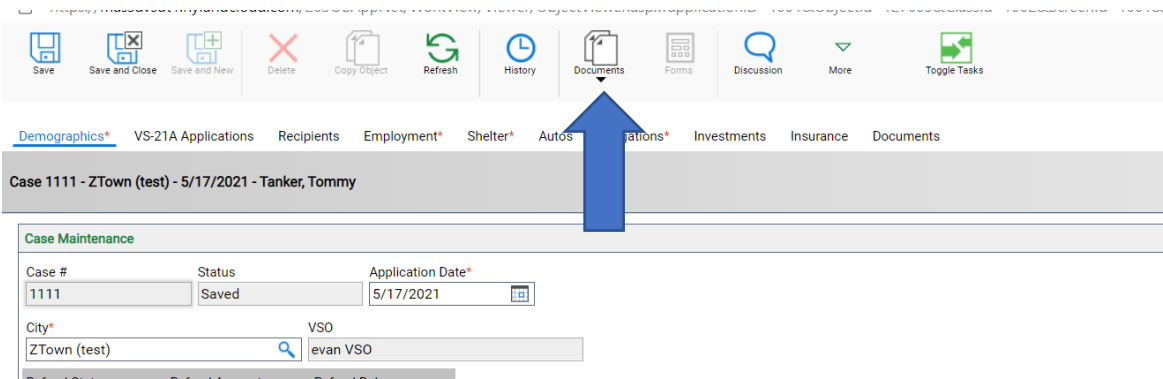 Save Save and Close Save and New Delete Copy Object Refresh History Documents Forms Discussion More Toggle Tasks
Demographics* VS-21A Applications Recipients Employment* Shelter* Autos ations* Investments Insurance Documents
Case 1111 - ZTown (test) - 5/17/2021 - Tanker, Tommy
Case Maintenance
Case # Status Application Date*
1111 Saved 5/17/2021
City* VSO
ZTown (test) evan VSO